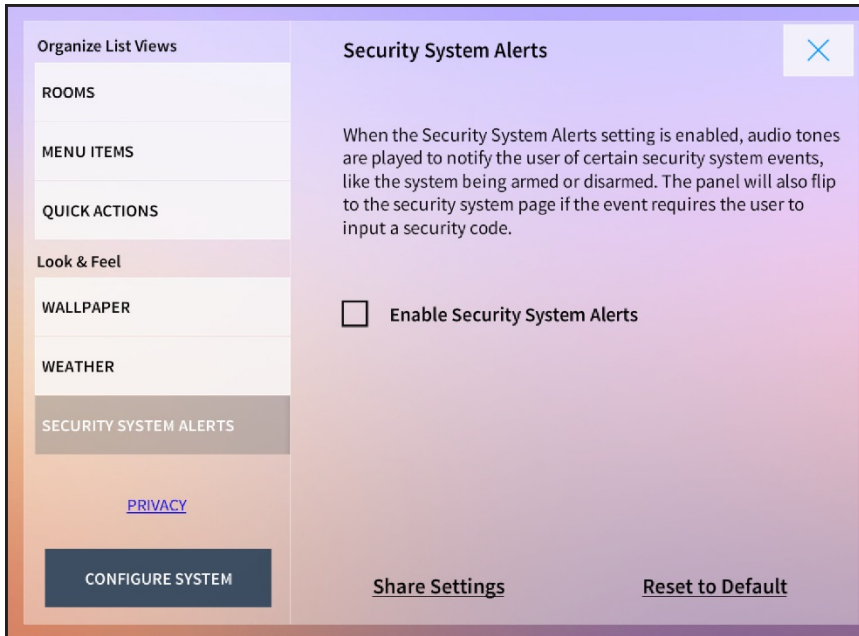 Organize List Views
ROOMS
MENU ITEMS
QUICK ACTIONS
Look & Feel
WALLPAPER
WEATHER
SECURITY SYSTEM ALERTS
PRIVACY
CONFIGURE SYSTEM
Security System Alerts
When the Security System Alerts setting is enabled, audio tones
are played to notify the user of certain security system events,
like the system being armed or disarmed. The panel will also flip
to the security system page if the event requires the user to
input a security code.
Enable Security System Alerts
Share Settings
Reset to Default